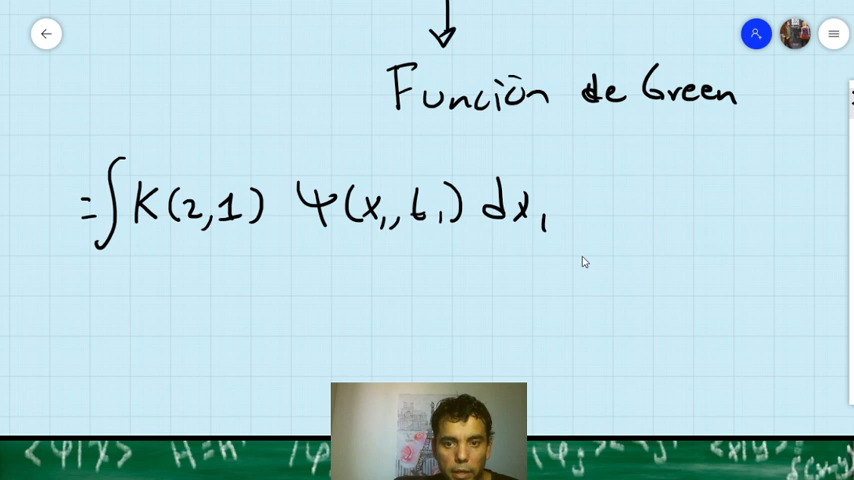 Función de Green
= ∫ K(2,1) Ψ(x₁, t₁) dx₁
⟨φ|x⟩